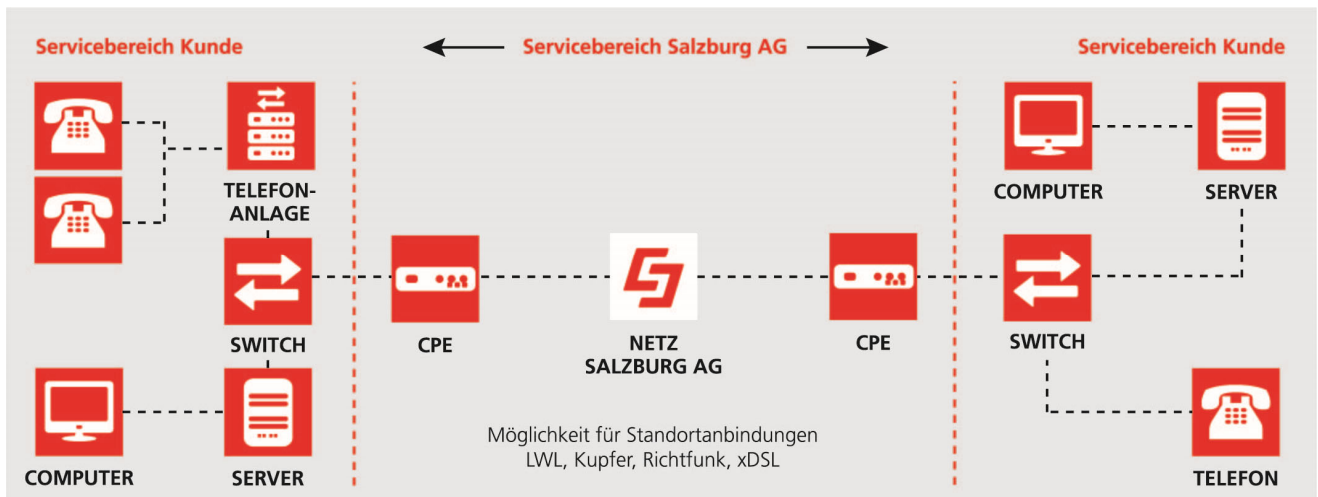 Servicebereich Kunde
Servicebereich Salzburg AG
Servicebereich Kunde
TELEFON-
ANLAGE
SWITCH
COMPUTER
SERVER
CPE
NETZ
SALZBURG AG
CPE
Möglichkeit für Standortanbindungen
LWL, Kupfer, Richtfunk, xDSL
COMPUTER
SERVER
SWITCH
TELEFON